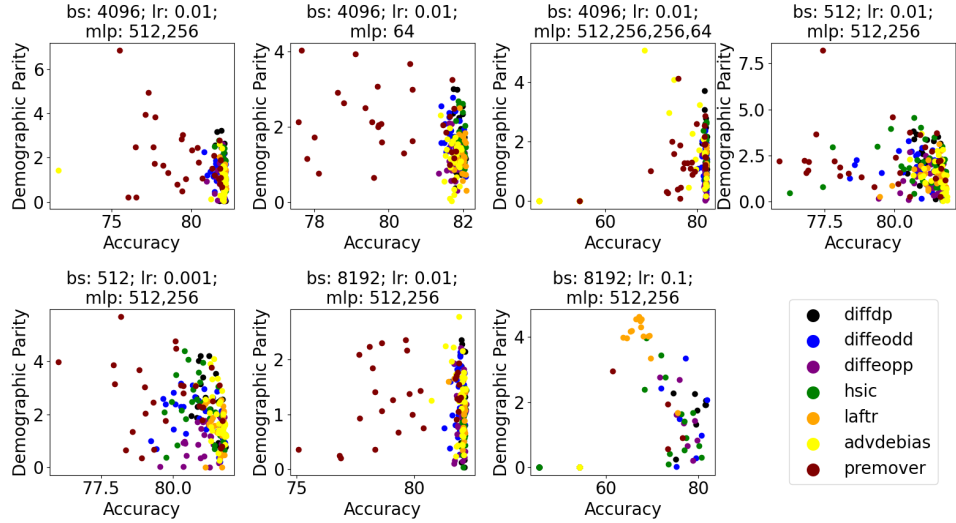 bs: 4096; lr: 0.01;
mlp: 512,256
Demographic Parity
6
4
2
0
75
80
Accuracy
bs: 4096; lr: 0.01;
mlp: 64
Demographic Parity
4
3
2
1
0
78
80
82
Accuracy
bs: 4096; lr: 0.01;
mlp: 512,256,256,64
Demographic Parity
4
2
0
60
80
Accuracy
bs: 512; lr: 0.01;
mlp: 512,256
Demographic Parity
7.5
5.0
2.5
0.0
77.5
80.0
Accuracy
bs: 512; lr: 0.001;
mlp: 512,256
Demographic Parity
4
2
0
77.5
80.0
Accuracy
bs: 8192; lr: 0.01;
mlp: 512,256
Demographic Parity
2
1
0
75
80
Accuracy
bs: 8192; lr: 0.1;
mlp: 512,256
Demographic Parity
4
2
0
60
80
Accuracy
diffdp
diffeodd
diffeopp
hsic
laftr
advdebias
premover